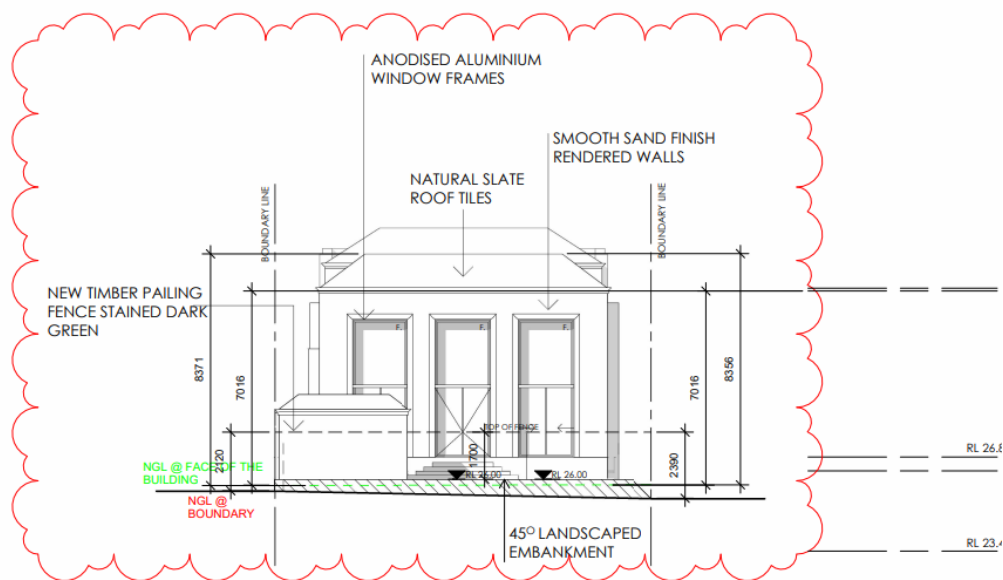 ANODISED ALUMINIUM
WINDOW FRAMES
SMOOTH SAND FINISH
RENDERED WALLS
NATURAL SLATE
ROOF TILES
BOUNDARY LINE
BOUNDARY LINE
NEW TIMBER PAILING
FENCE STAINED DARK
GREEN
F.
F.
F.
8371
7016
7016
8356
TOP OF FENCE
2120
1700
2390
RL 26.8
NGL @ FACE OF THE
BUILDING
RL 26.00
RL 26.00
NGL @
BOUNDARY
45O LANDSCAPED
EMBANKMENT
RL 23.4